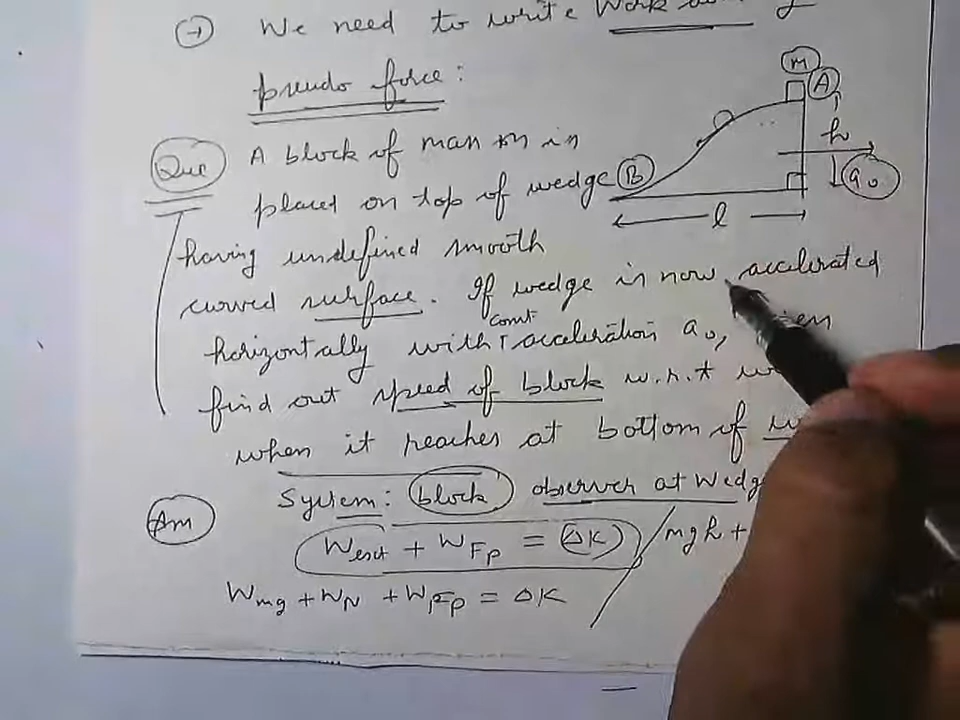 → We need to write Work
pseudo force:
Que A block of mass m is
placed on top of wedge
having undefined smooth
curved surface. If wedge is now accelerated
horizontally with const acceleration a₀,
find out speed of block w.r.t
when it reaches at bottom of
Ans System: block observer at Wedg
Wext + WFp = ΔK
mgh +
Wmg + WN + WFp = ΔK
m
A
h
a₀
B
l